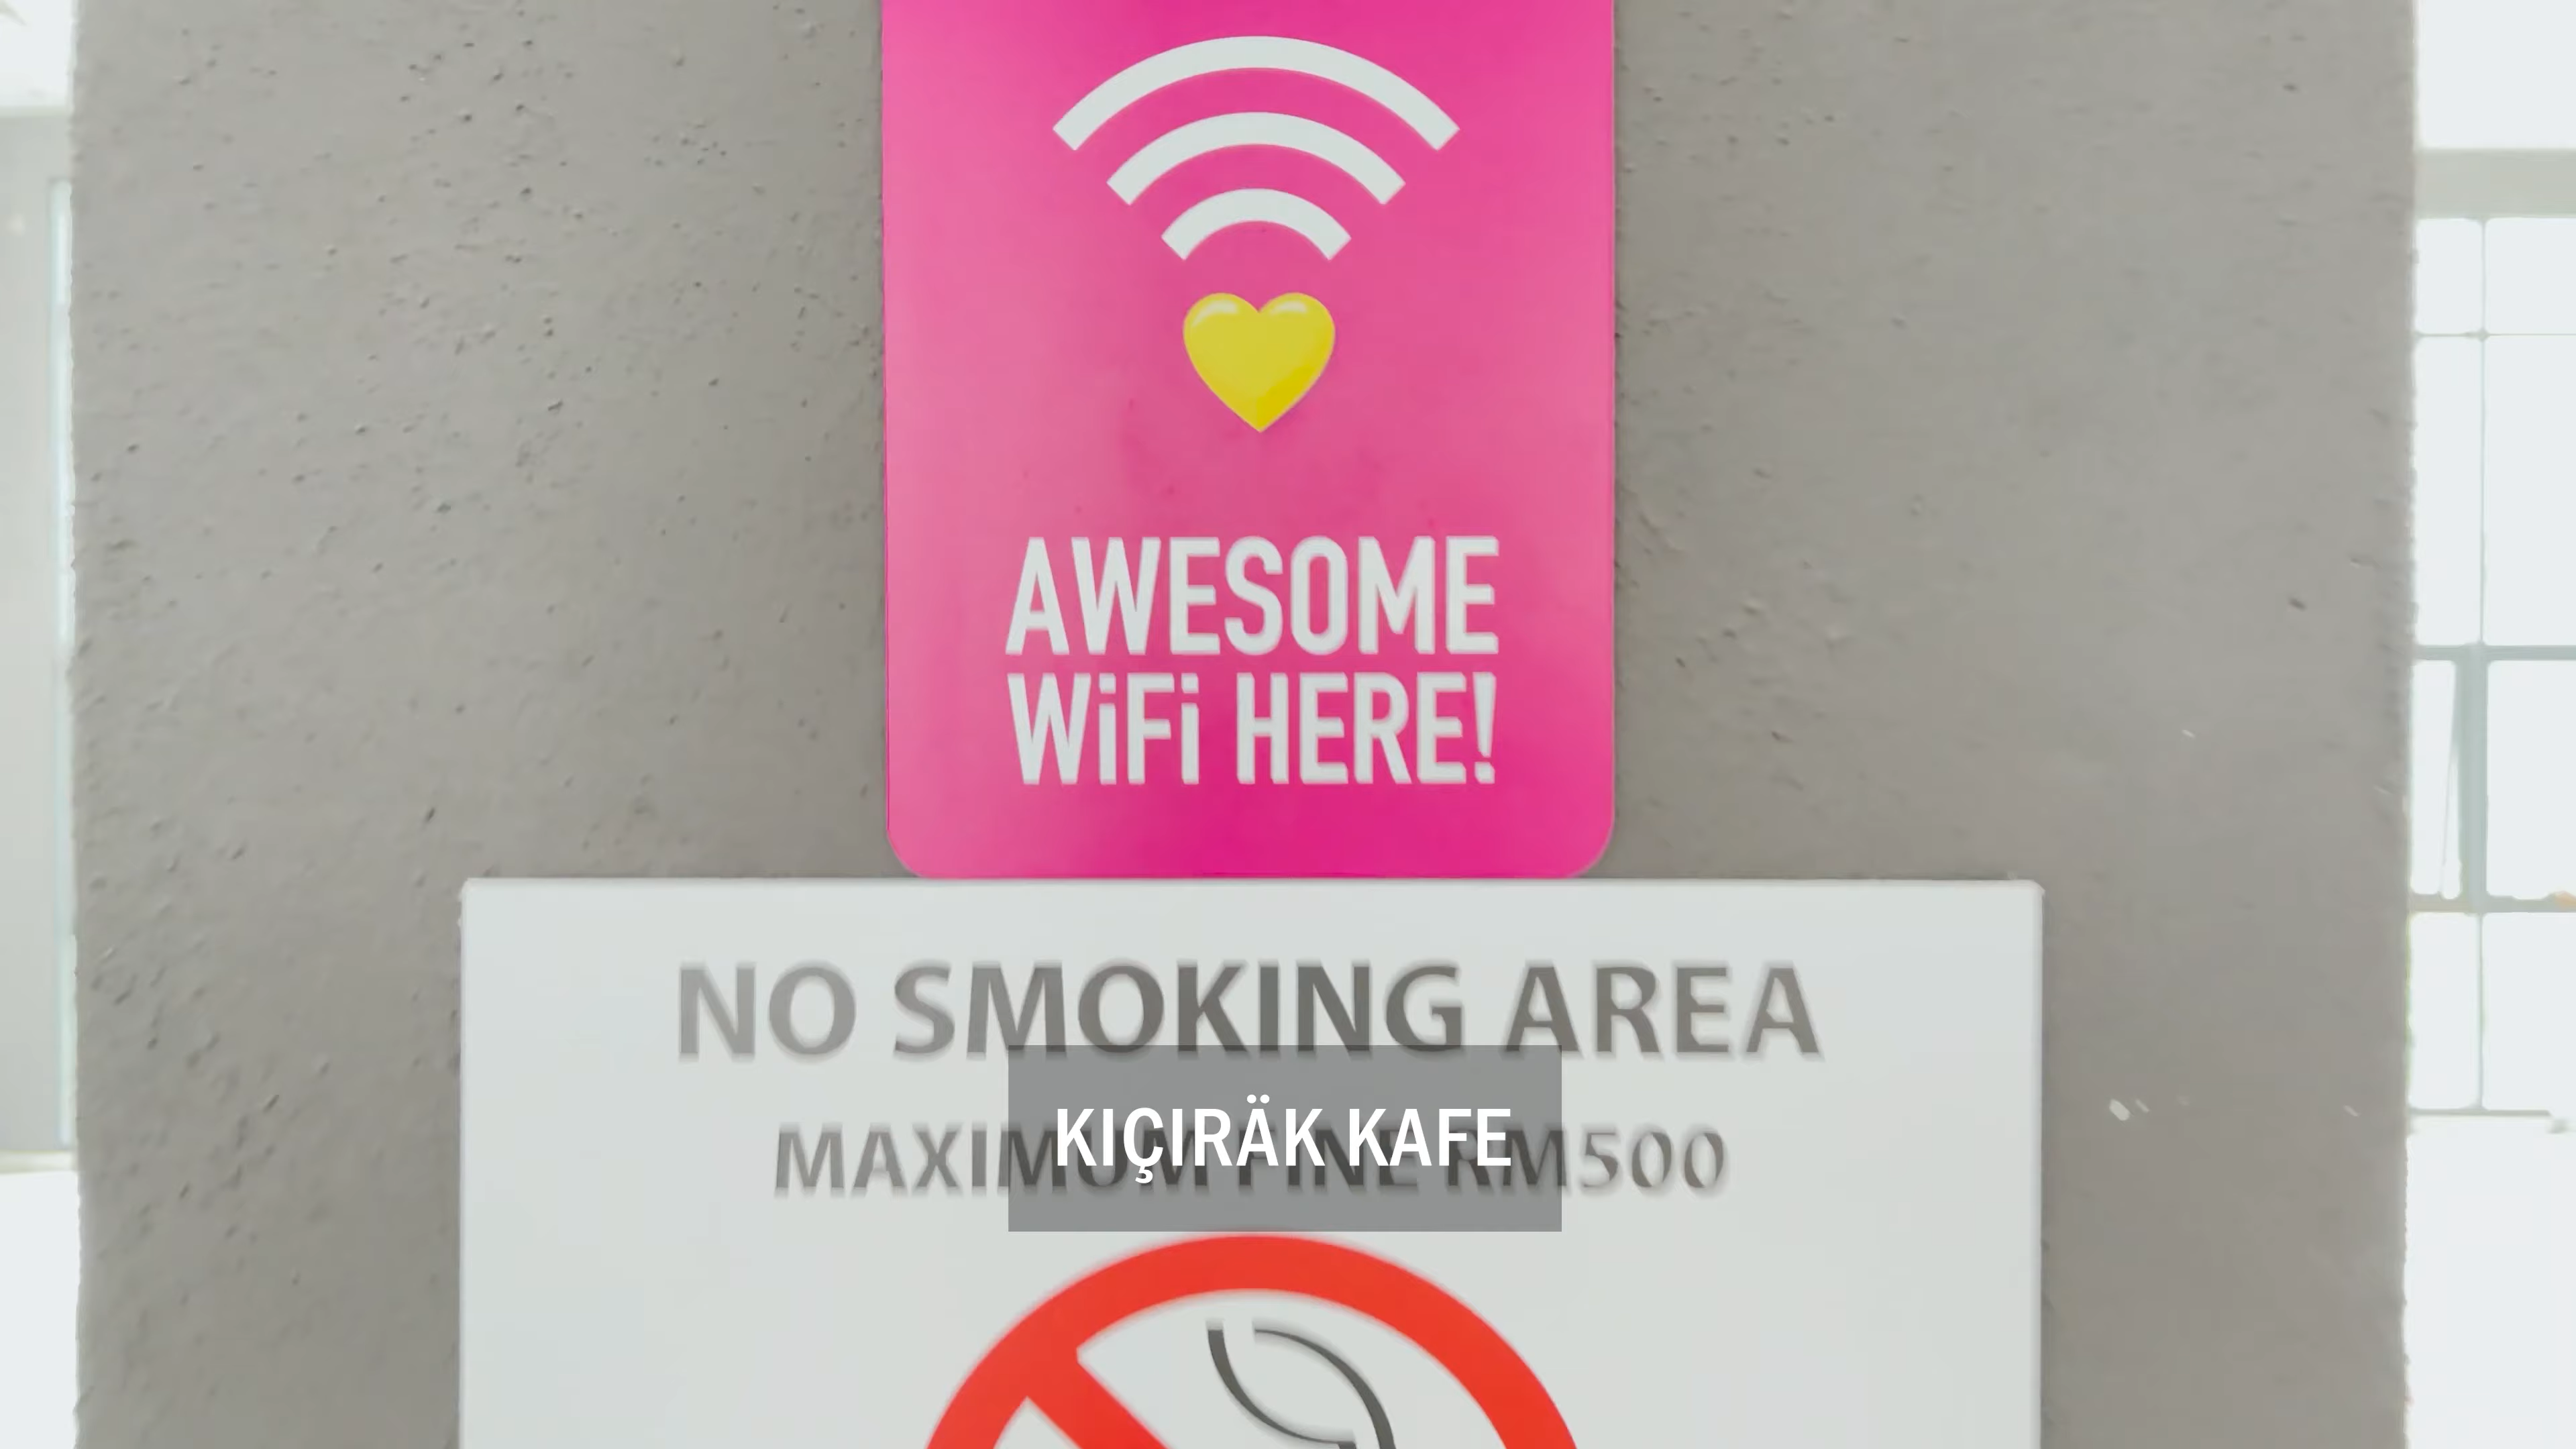 AWESOME
WiFi HERE!
NO SMOKING AREA
MAXIMUM FINE RM500
KIÇIRÄK KAFE